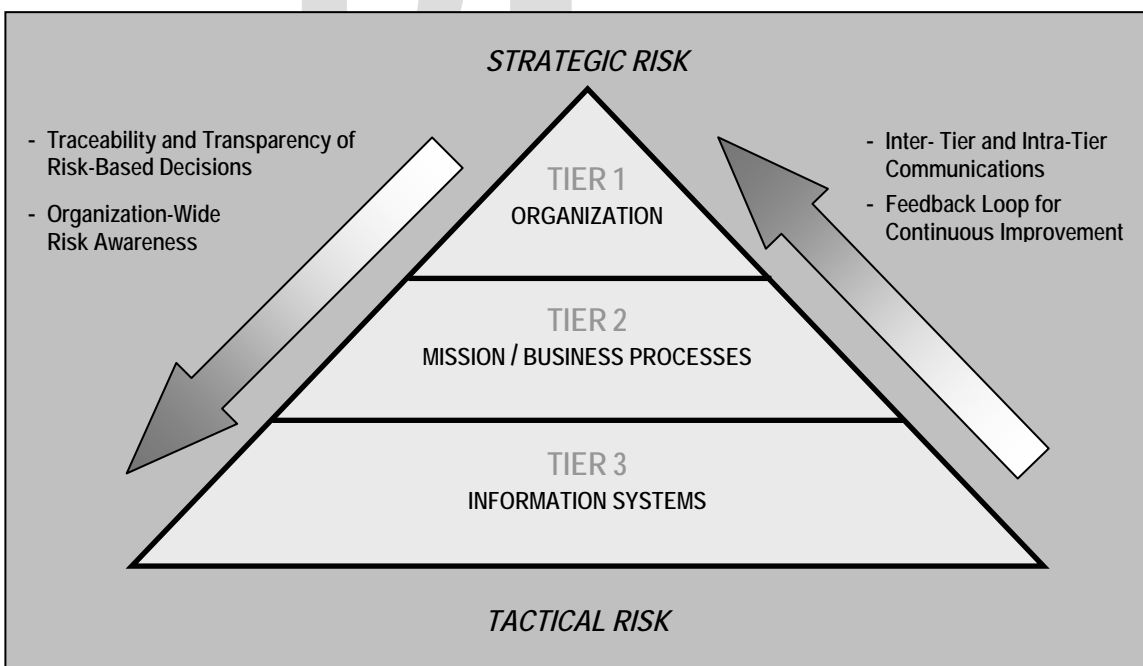 STRATEGIC RISK
- Traceability and Transparency of
Risk-Based Decisions
- Organization-Wide
Risk Awareness
- Inter- Tier and Intra-Tier
Communications
- Feedback Loop for
Continuous Improvement
TIER 1
ORGANIZATION
TIER 2
MISSION / BUSINESS PROCESSES
TIER 3
INFORMATION SYSTEMS
TACTICAL RISK